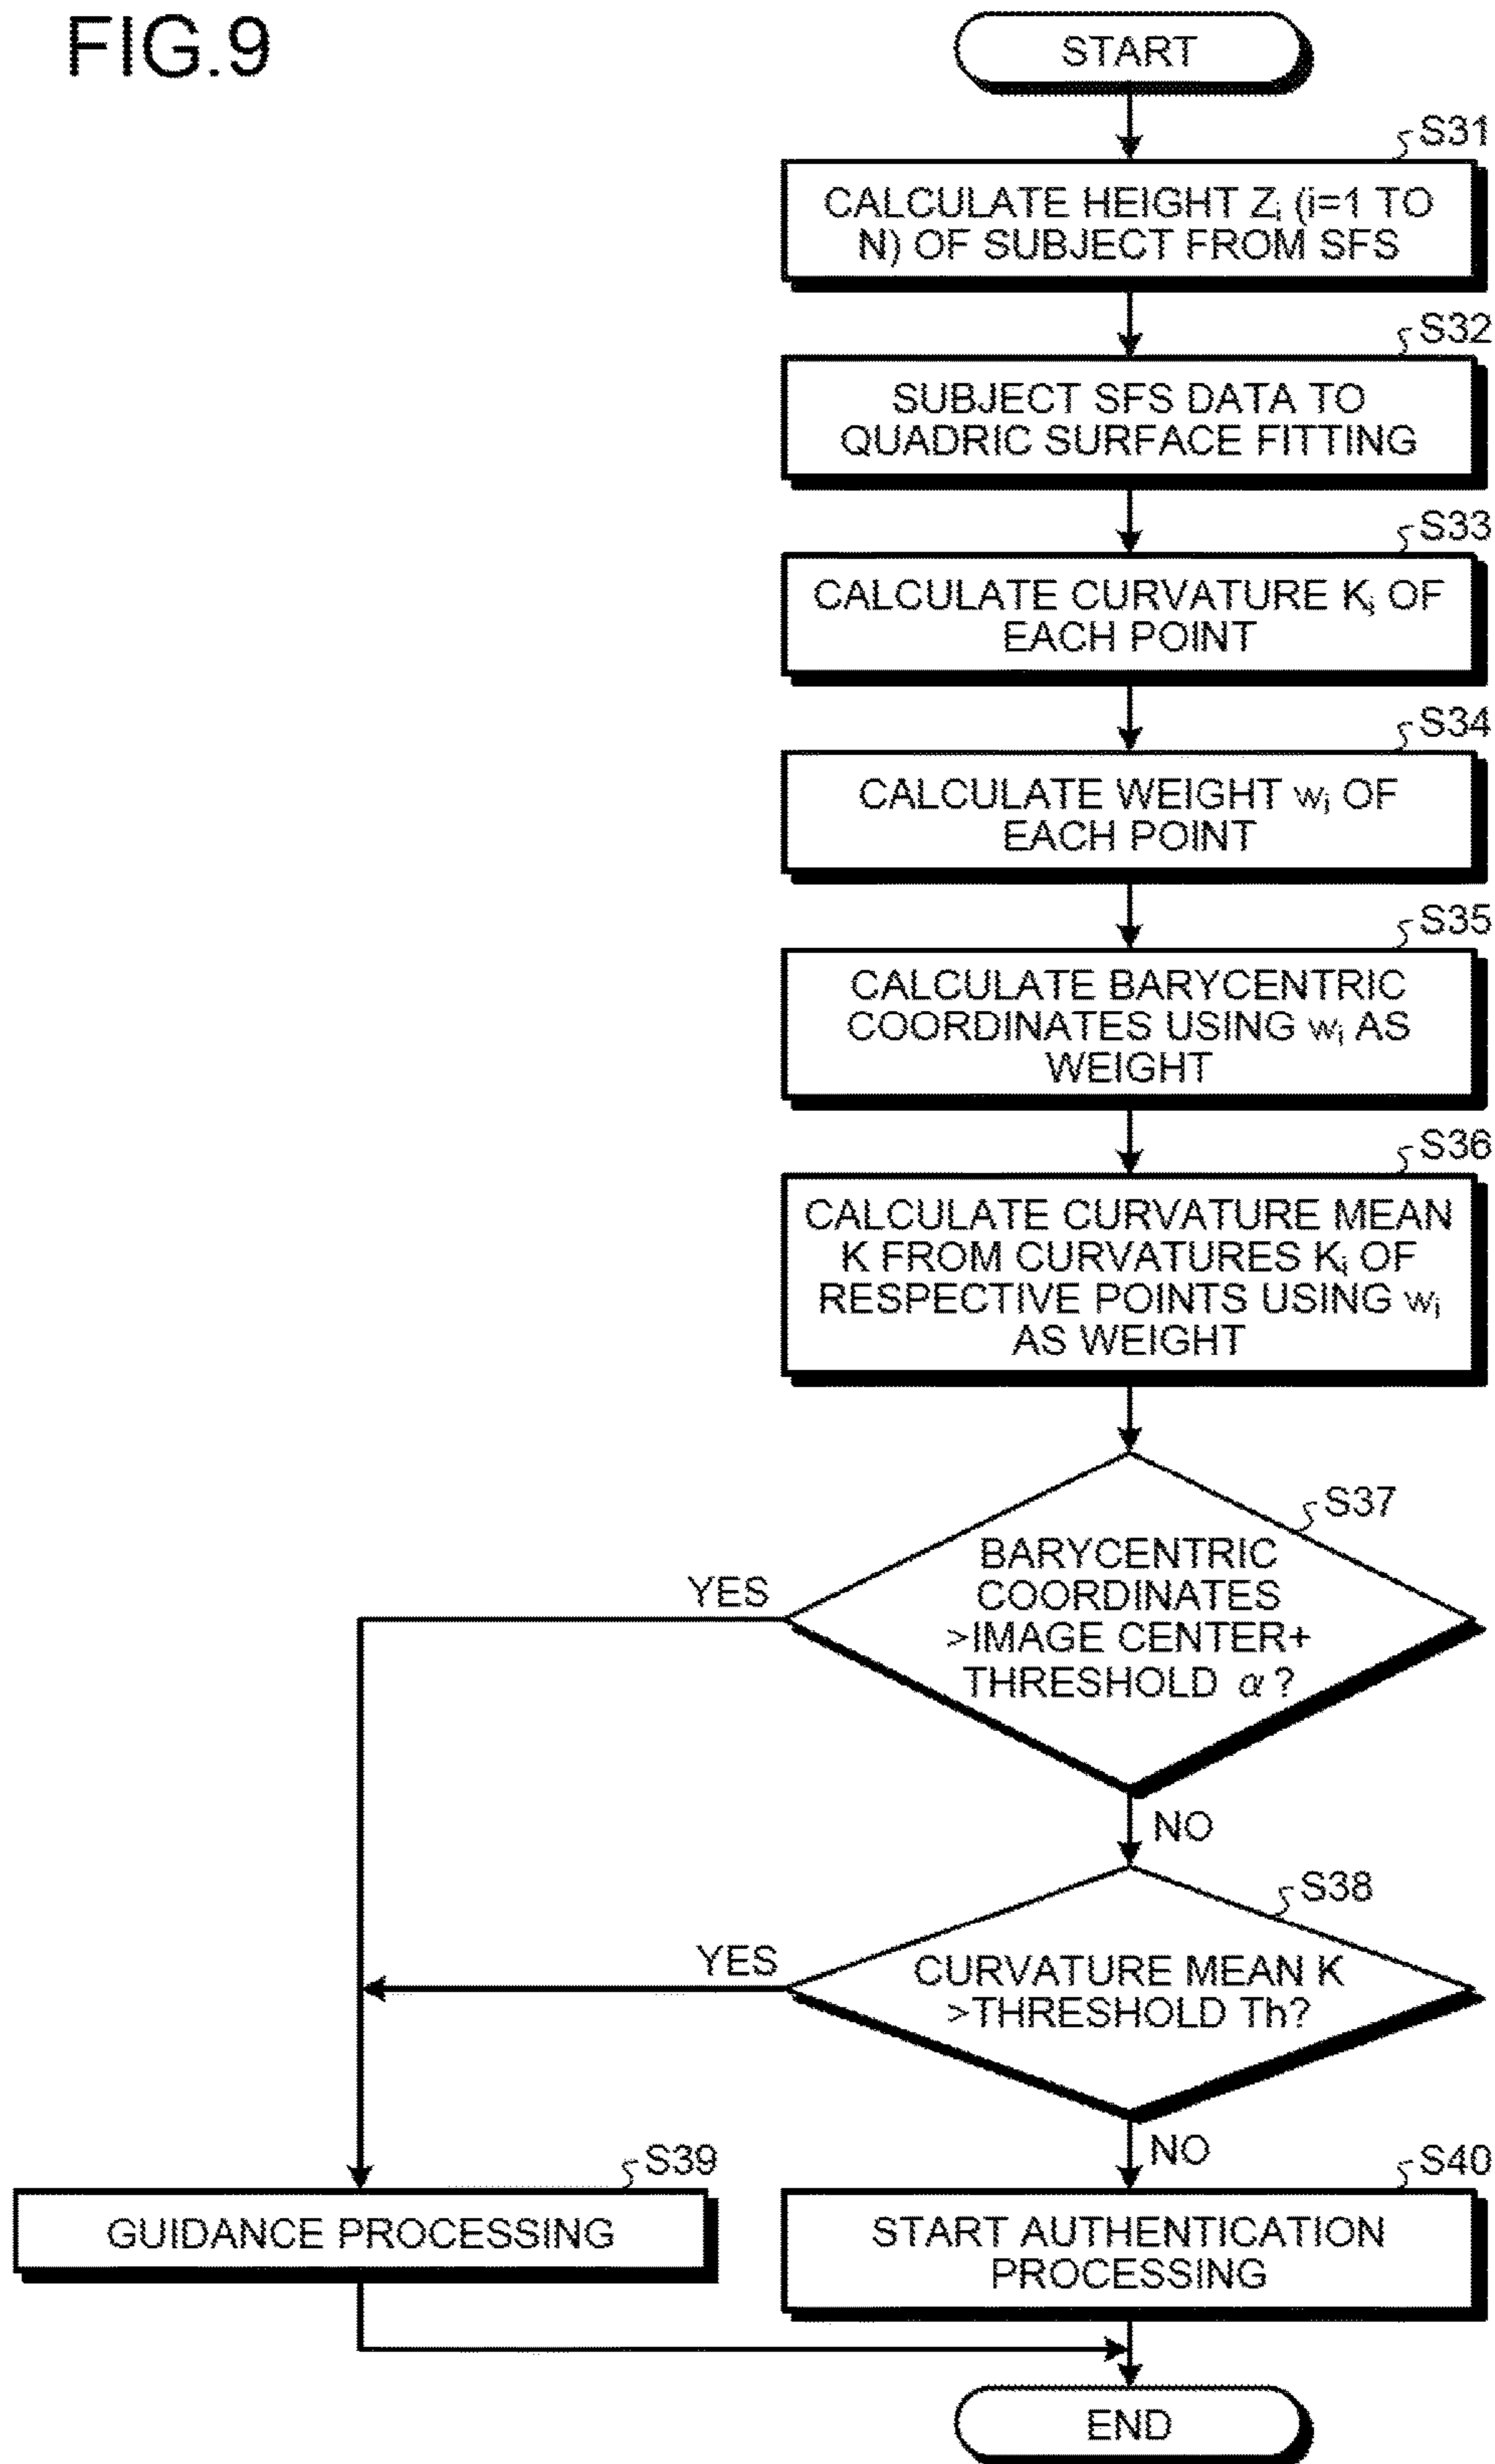 FIG.9
START
S31
CALCULATE HEIGHT Zi (i=1 TO
N) OF SUBJECT FROM SFS
S32
SUBJECT SFS DATA TO
QUADRIC SURFACE FITTING
S33
CALCULATE CURVATURE Ki OF
EACH POINT
S34
CALCULATE WEIGHT wi OF
EACH POINT
S35
CALCULATE BARYCENTRIC
COORDINATES USING wi AS
WEIGHT
S36
CALCULATE CURVATURE MEAN
K FROM CURVATURES Ki OF
RESPECTIVE POINTS USING wi
AS WEIGHT
S37
BARYCENTRIC
COORDINATES
>IMAGE CENTER+
THRESHOLD α?
YES
NO
S38
CURVATURE MEAN K
>THRESHOLD Th?
YES
NO
S39
GUIDANCE PROCESSING
S40
START AUTHENTICATION
PROCESSING
END